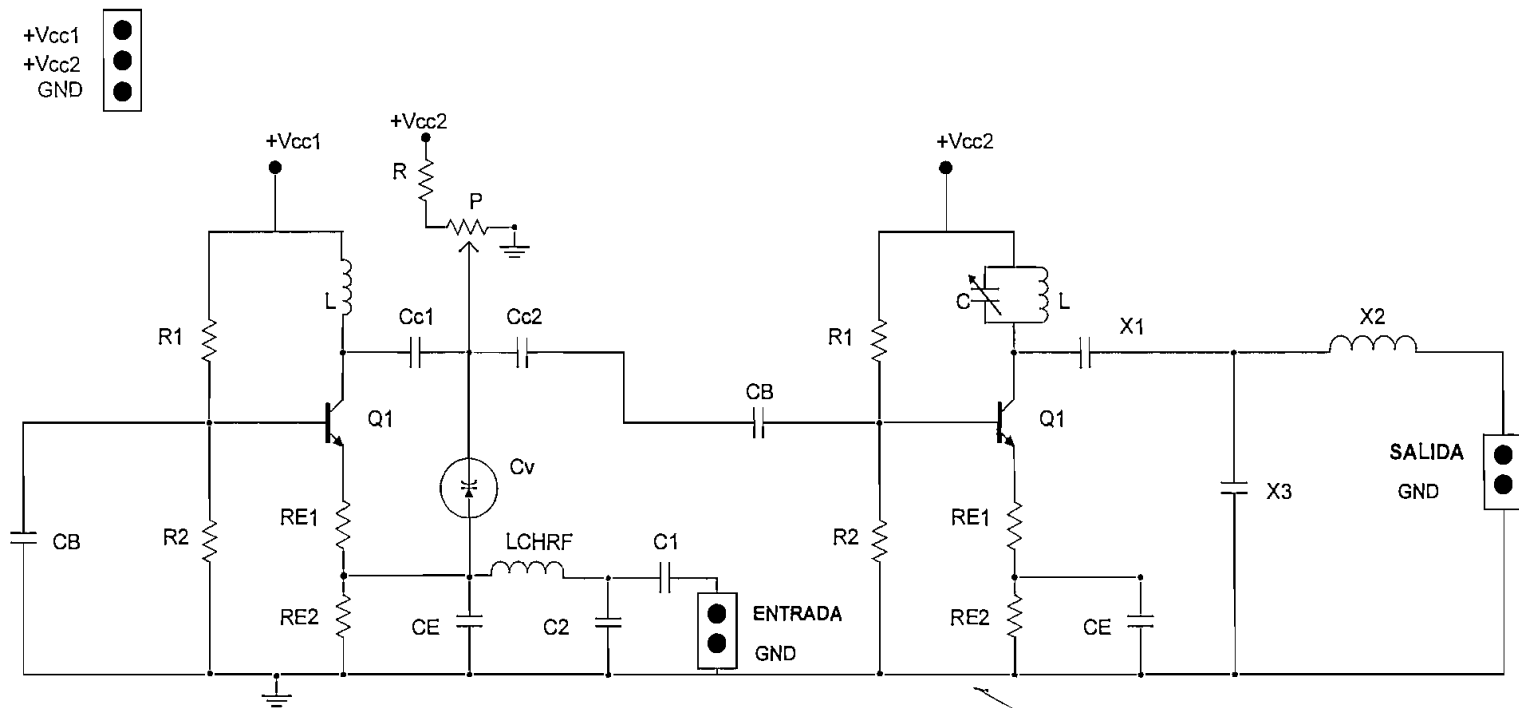 +Vcc1
+Vcc2
GND
+Vcc1
+Vcc2
+Vcc2
R
P
L
Cc1
Cc2
R1
R1
C
L
X1
X2
CB
Q1
Q1
Cv
SALIDA
GND
X3
CB
R2
RE1
LCHRF
C1
R2
RE1
RE2
CE
C2
ENTRADA
GND
RE2
CE